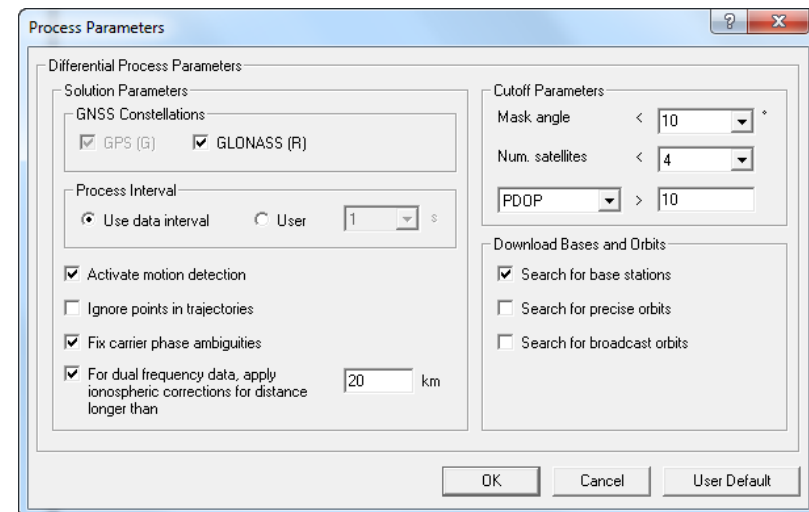 Process Parameters
Differential Process Parameters
Solution Parameters
GNSS Constellations
GPS (G) GLONASS (R)
Process Interval
Use data interval User 1 s
Activate motion detection
Ignore points in trajectories
Fix carrier phase ambiguities
For dual frequency data, apply 20 km
ionospheric corrections for distance
longer than
Cutoff Parameters
Mask angle < 10 °
Num. satellites < 4
PDOP > 10
Download Bases and Orbits
Search for base stations
Search for precise orbits
Search for broadcast orbits
OK Cancel User Default